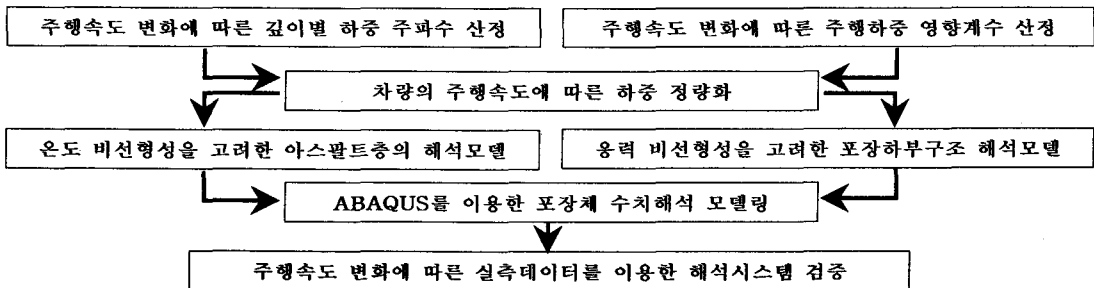 주행속도 변화에 따른 깊이별 하중 주파수 산정
주행속도 변화에 따른 주행하중 영향계수 산정
차량의 주행속도에 따른 하중 정량화
온도 비선형성을 고려한 아스팔트층의 해석모델
응력 비선형성을 고려한 포장하부구조 해석모델
ABAQUS를 이용한 포장체 수치해석 모델링
주행속도 변화에 따른 실측데이터를 이용한 해석시스템 검증